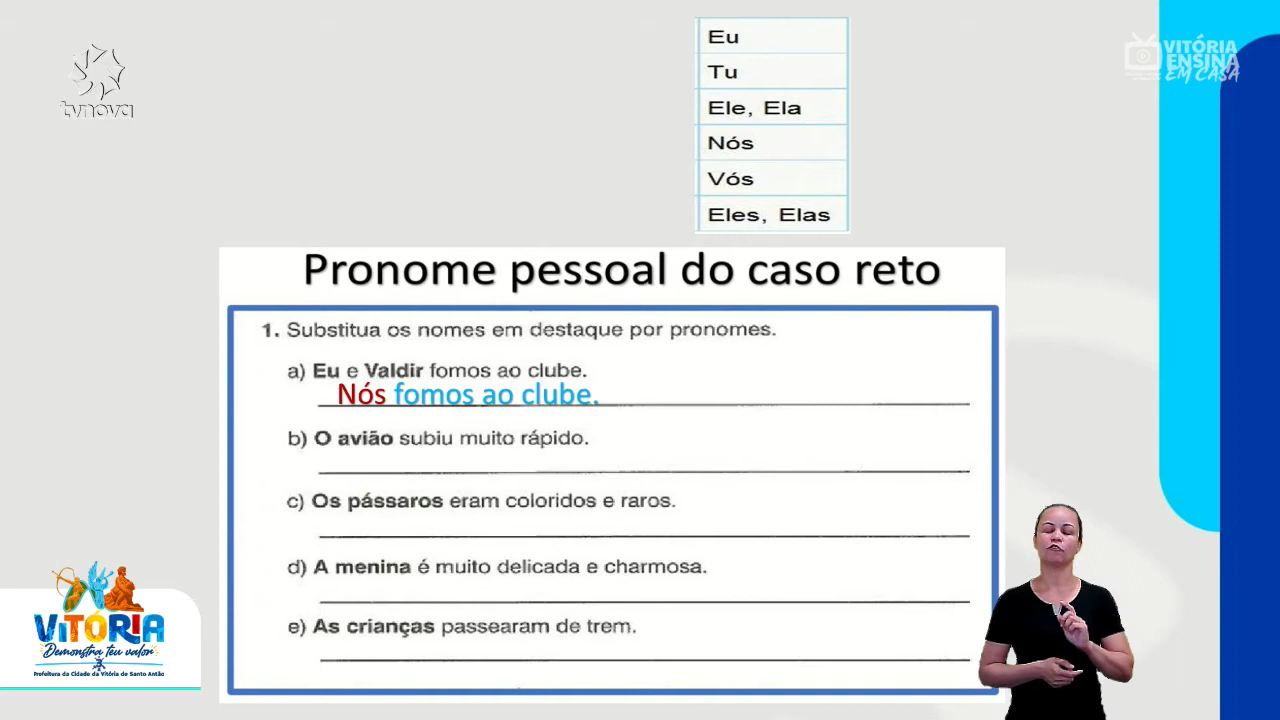 Eu
Tu
Ele, Ela
Nós
Vós
Eles, Elas
tvnova
VITÓRIA
ENSINA
EM CASA
Pronome pessoal do caso reto
1. Substitua os nomes em destaque por pronomes.
a) Eu e Valdir fomos ao clube.
Nós fomos ao clube.
b) O avião subiu muito rápido.
c) Os pássaros eram coloridos e raros.
d) A menina é muito delicada e charmosa.
e) As crianças passearam de trem.
VITÓRIA
Demonstra teu valor
Prefeitura da Cidade da Vitória de Santo Antão